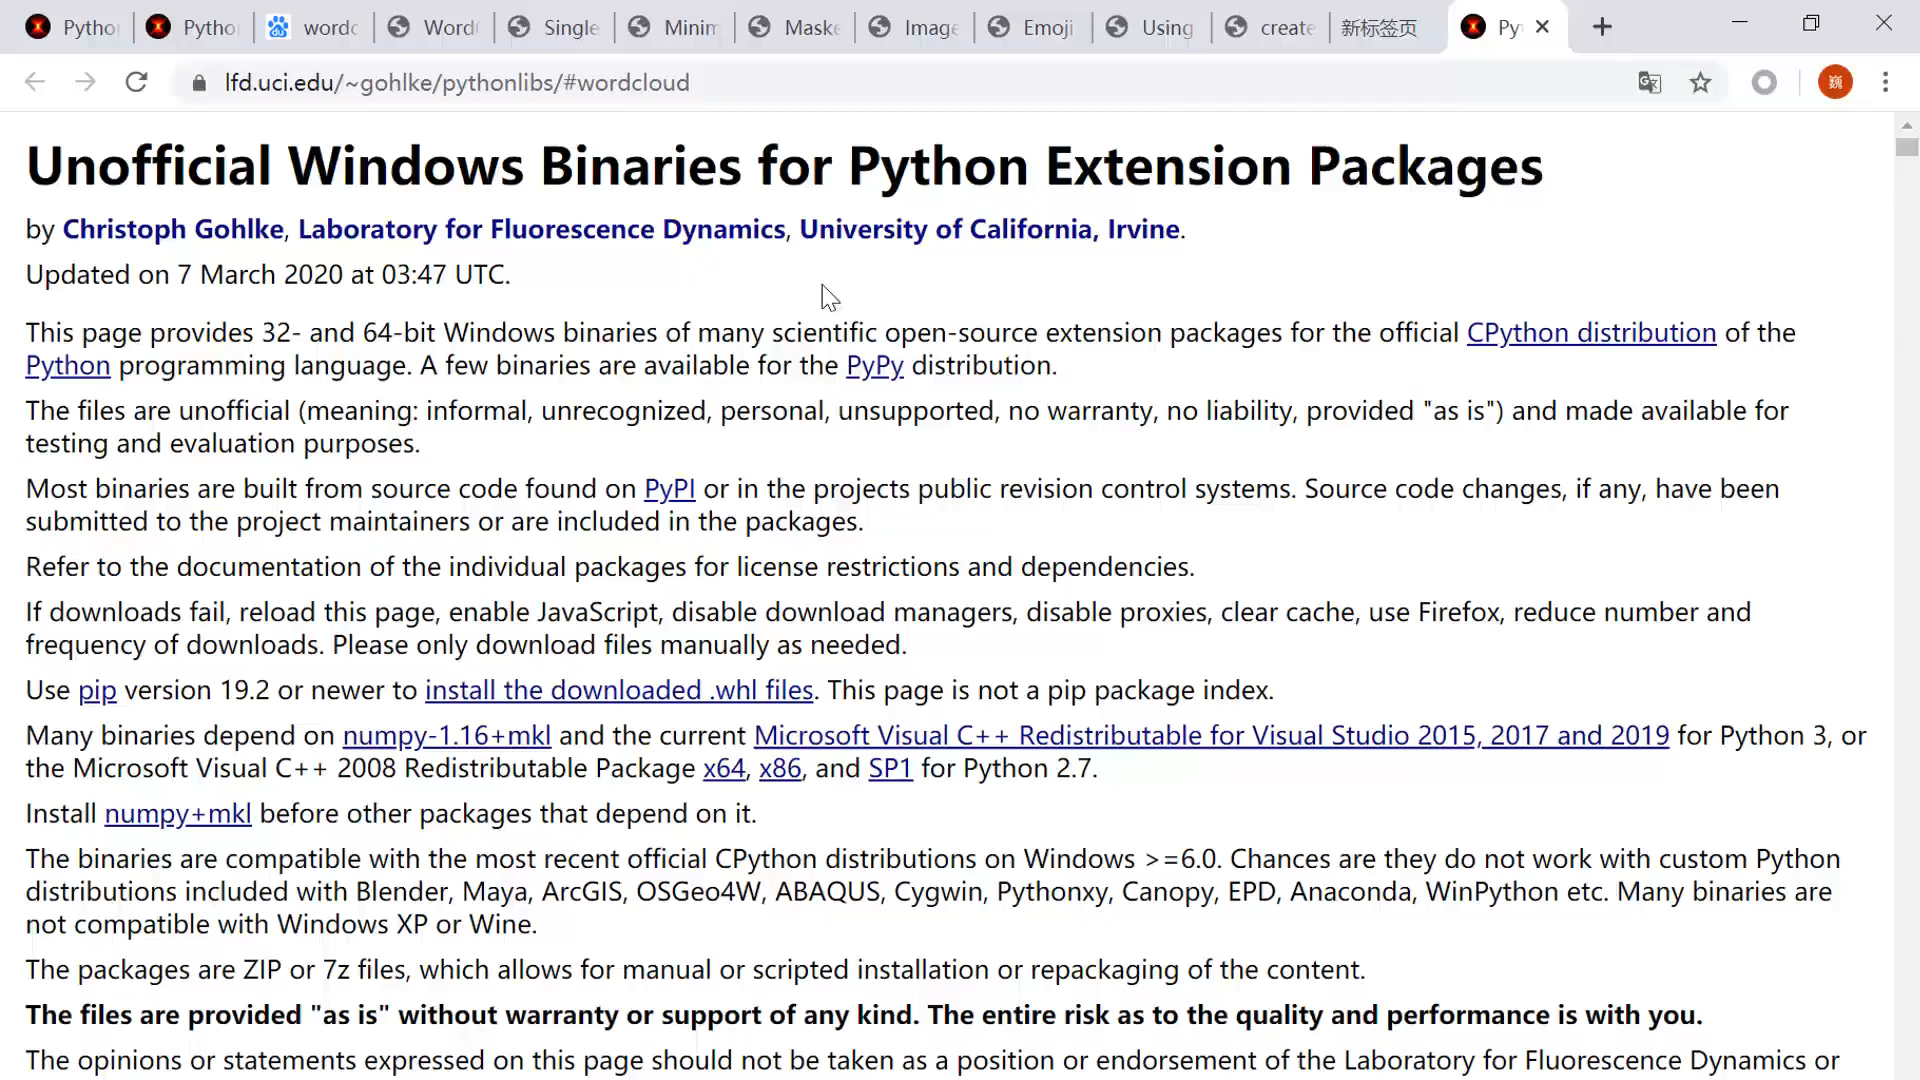 Pytho
Pytho
wordc
Word
Single
Minim
Maske
Image
Emoji
Using
create
新标签页
Py
lfd.uci.edu/~gohlke/pythonlibs/#wordcloud
巍
Unofficial Windows Binaries for Python Extension Packages
by Christoph Gohlke, Laboratory for Fluorescence Dynamics, University of California, Irvine.
Updated on 7 March 2020 at 03:47 UTC.
This page provides 32- and 64-bit Windows binaries of many scientific open-source extension packages for the official CPython distribution of the
Python programming language. A few binaries are available for the PyPy distribution.
The files are unofficial (meaning: informal, unrecognized, personal, unsupported, no warranty, no liability, provided "as is") and made available for
testing and evaluation purposes.
Most binaries are built from source code found on PyPI or in the projects public revision control systems. Source code changes, if any, have been
submitted to the project maintainers or are included in the packages.
Refer to the documentation of the individual packages for license restrictions and dependencies.
If downloads fail, reload this page, enable JavaScript, disable download managers, disable proxies, clear cache, use Firefox, reduce number and
frequency of downloads. Please only download files manually as needed.
Use pip version 19.2 or newer to install the downloaded .whl files. This page is not a pip package index.
Many binaries depend on numpy-1.16+mkl and the current Microsoft Visual C++ Redistributable for Visual Studio 2015, 2017 and 2019 for Python 3, or
the Microsoft Visual C++ 2008 Redistributable Package x64, x86, and SP1 for Python 2.7.
Install numpy+mkl before other packages that depend on it.
The binaries are compatible with the most recent official CPython distributions on Windows >=6.0. Chances are they do not work with custom Python
distributions included with Blender, Maya, ArcGIS, OSGeo4W, ABAQUS, Cygwin, Pythonxy, Canopy, EPD, Anaconda, WinPython etc. Many binaries are
not compatible with Windows XP or Wine.
The packages are ZIP or 7z files, which allows for manual or scripted installation or repackaging of the content.
The files are provided "as is" without warranty or support of any kind. The entire risk as to the quality and performance is with you.
The opinions or statements expressed on this page should not be taken as a position or endorsement of the Laboratory for Fluorescence Dynamics or